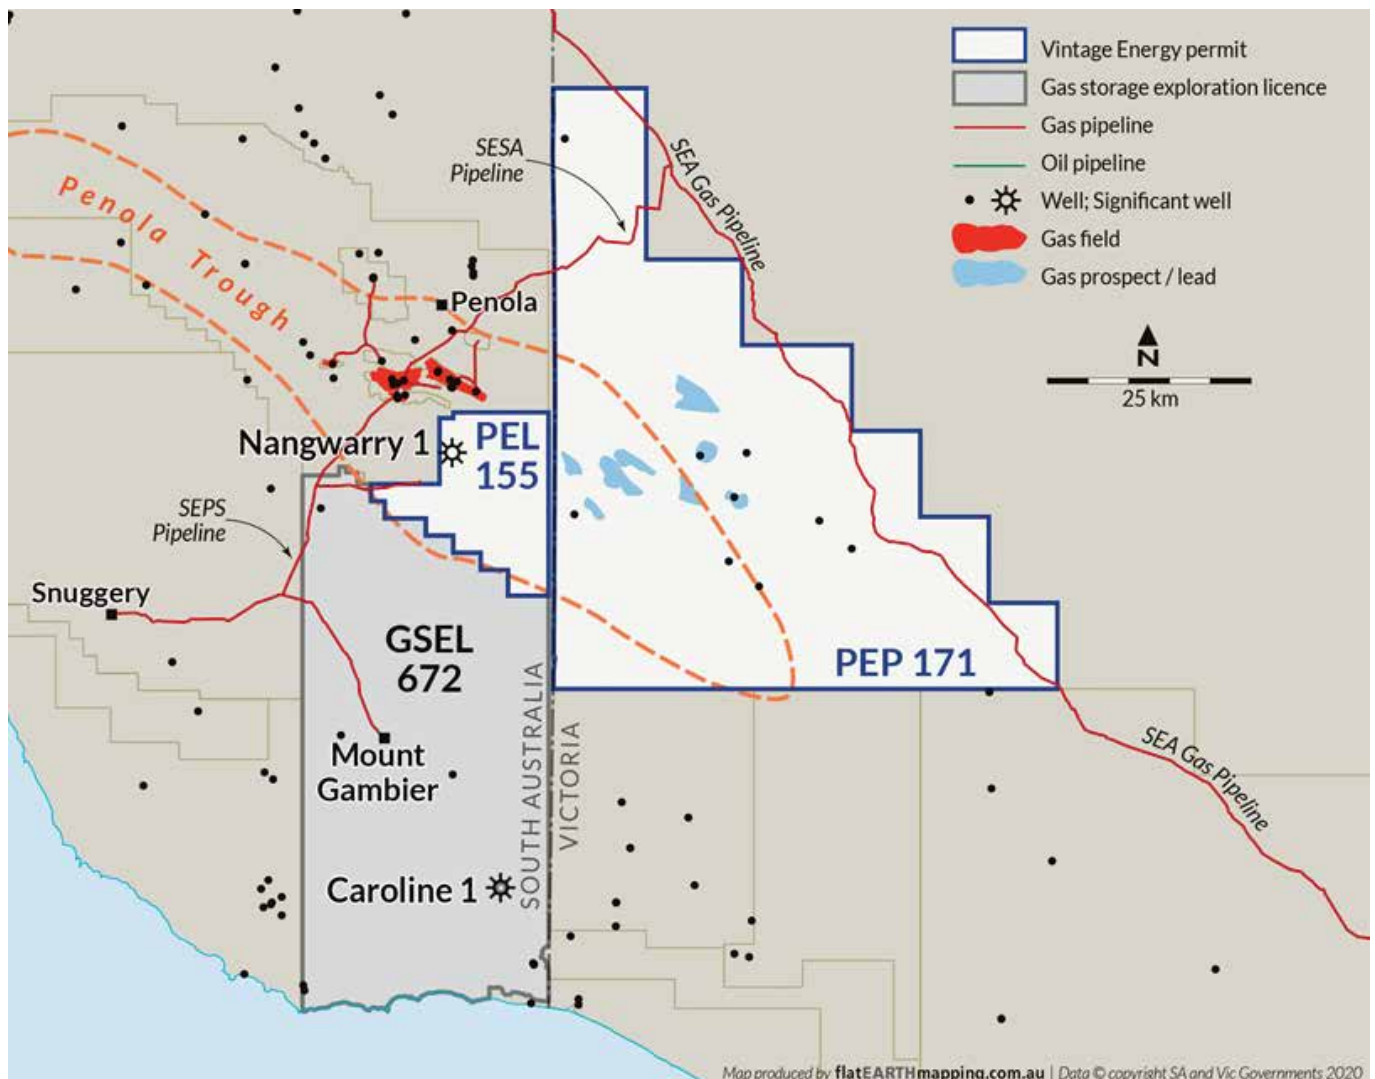 Vintage Energy permit
Gas storage exploration licence
Gas pipeline
Oil pipeline
Well; Significant well
Gas field
Gas prospect / lead
N
25 km
SESA
Pipeline
SEA Gas Pipeline
Penola Trough
Penola
Nangwarry 1
PEL
155
SEPS
Pipeline
Snuggery
GSEL
672
PEP 171
SOUTH AUSTRALIA
VICTORIA
Mount
Gambier
SEA Gas Pipeline
Caroline 1
Map produced by flatEARTHmapping.com.au | Data © copyright SA and Vic Governments 2020